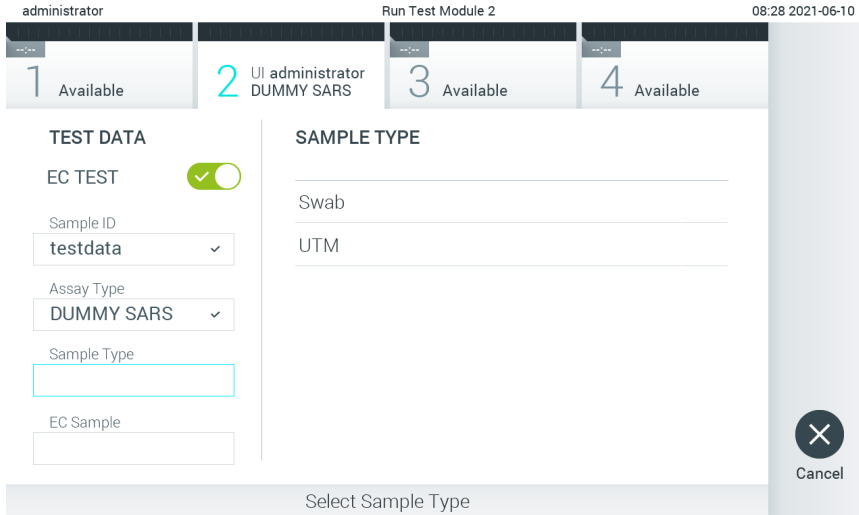 administrator Run Test Module 2 08:28 2021-06-10
--:-- --:-- --:--
1 Available
2 UI administrator
DUMMY SARS
3 Available
4 Available
TEST DATA
EC TEST
Sample ID
testdata
Assay Type
DUMMY SARS
Sample Type
EC Sample
SAMPLE TYPE
Swab
UTM
Cancel
Select Sample Type